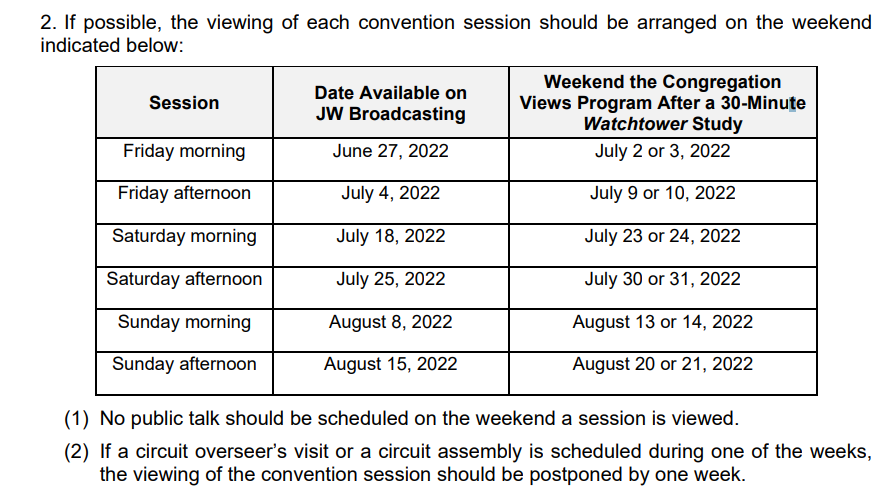 2. If possible, the viewing of each convention session should be arranged on the weekend
indicated below:
Session
Date Available on
JW Broadcasting
Weekend the Congregation
Views Program After a 30-Minute
Watchtower Study
Friday morning
June 27, 2022
July 2 or 3, 2022
Friday afternoon
July 4, 2022
July 9 or 10, 2022
Saturday morning
July 18, 2022
July 23 or 24, 2022
Saturday afternoon
July 25, 2022
July 30 or 31, 2022
Sunday morning
August 8, 2022
August 13 or 14, 2022
Sunday afternoon
August 15, 2022
August 20 or 21, 2022
(1) No public talk should be scheduled on the weekend a session is viewed.
(2) If a circuit overseer’s visit or a circuit assembly is scheduled during one of the weeks,
the viewing of the convention session should be postponed by one week.